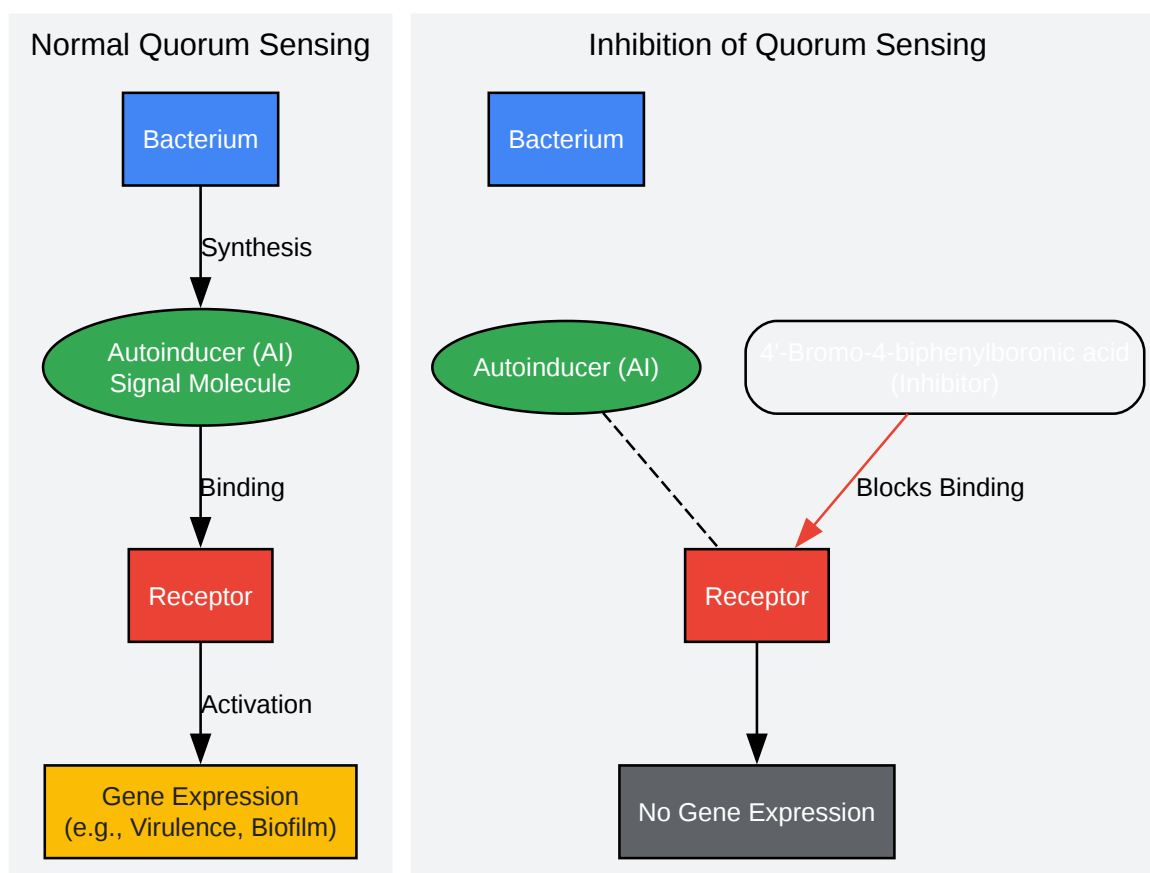 Normal Quorum Sensing
Bacterium
Synthesis
Autoinducer (AI)
Signal Molecule
Binding
Receptor
Activation
Gene Expression
(e.g., Virulence, Biofilm)
Inhibition of Quorum Sensing
Bacterium
Autoinducer (AI)
4'-Bromo-4-biphenylboronic acid
(Inhibitor)
Blocks Binding
Receptor
No Gene Expression